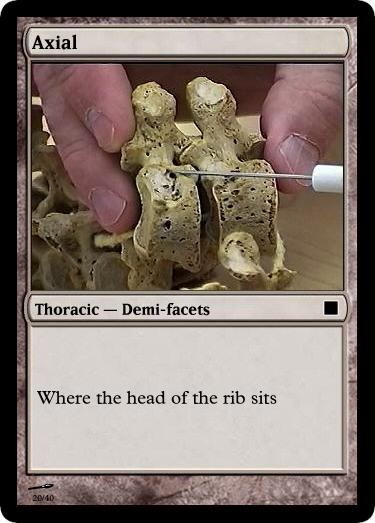 Axial
Thoracic — Demi-facets
Where the head of the rib sits
20/40